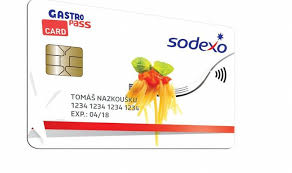 GASTRO
Pass
CARD
sodexo
TOMÁŠ NAZKOUŠKU
1234 1234 1234 1234
EXP.: 04/18